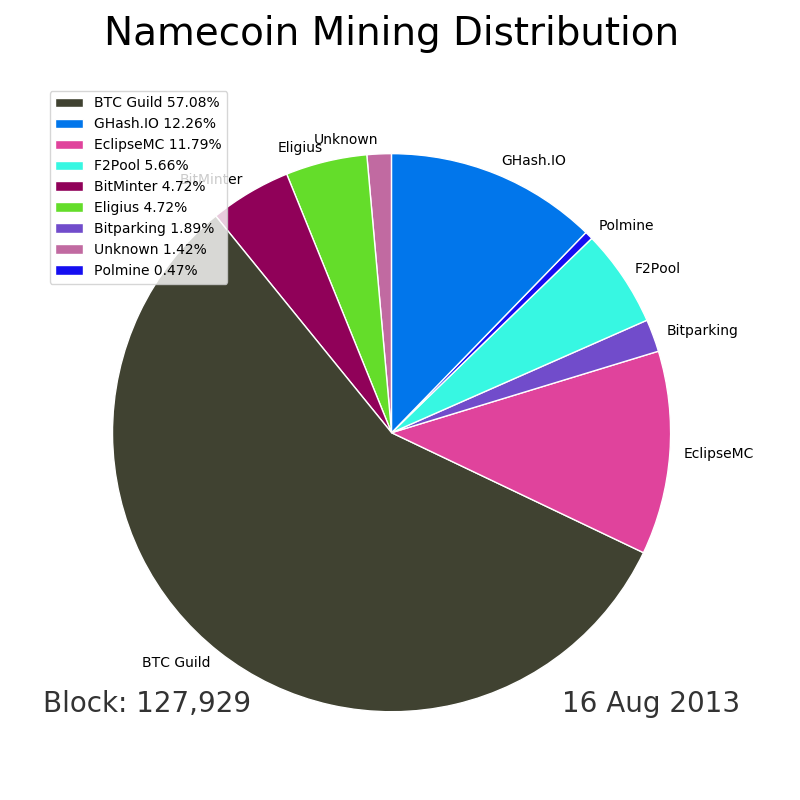 Namecoin Mining Distribution
BTC Guild 57.08%
GHash.IO 12.26%
EclipseMC 11.79%
F2Pool 5.66%
BitMinter 4.72%
Eligius 4.72%
Bitparking 1.89%
Unknown 1.42%
Polmine 0.47%
Unknown
Eligius
GHash.IO
BitMinter
Polmine
F2Pool
Bitparking
EclipseMC
BTC Guild
Block: 127,929
16 Aug 2013